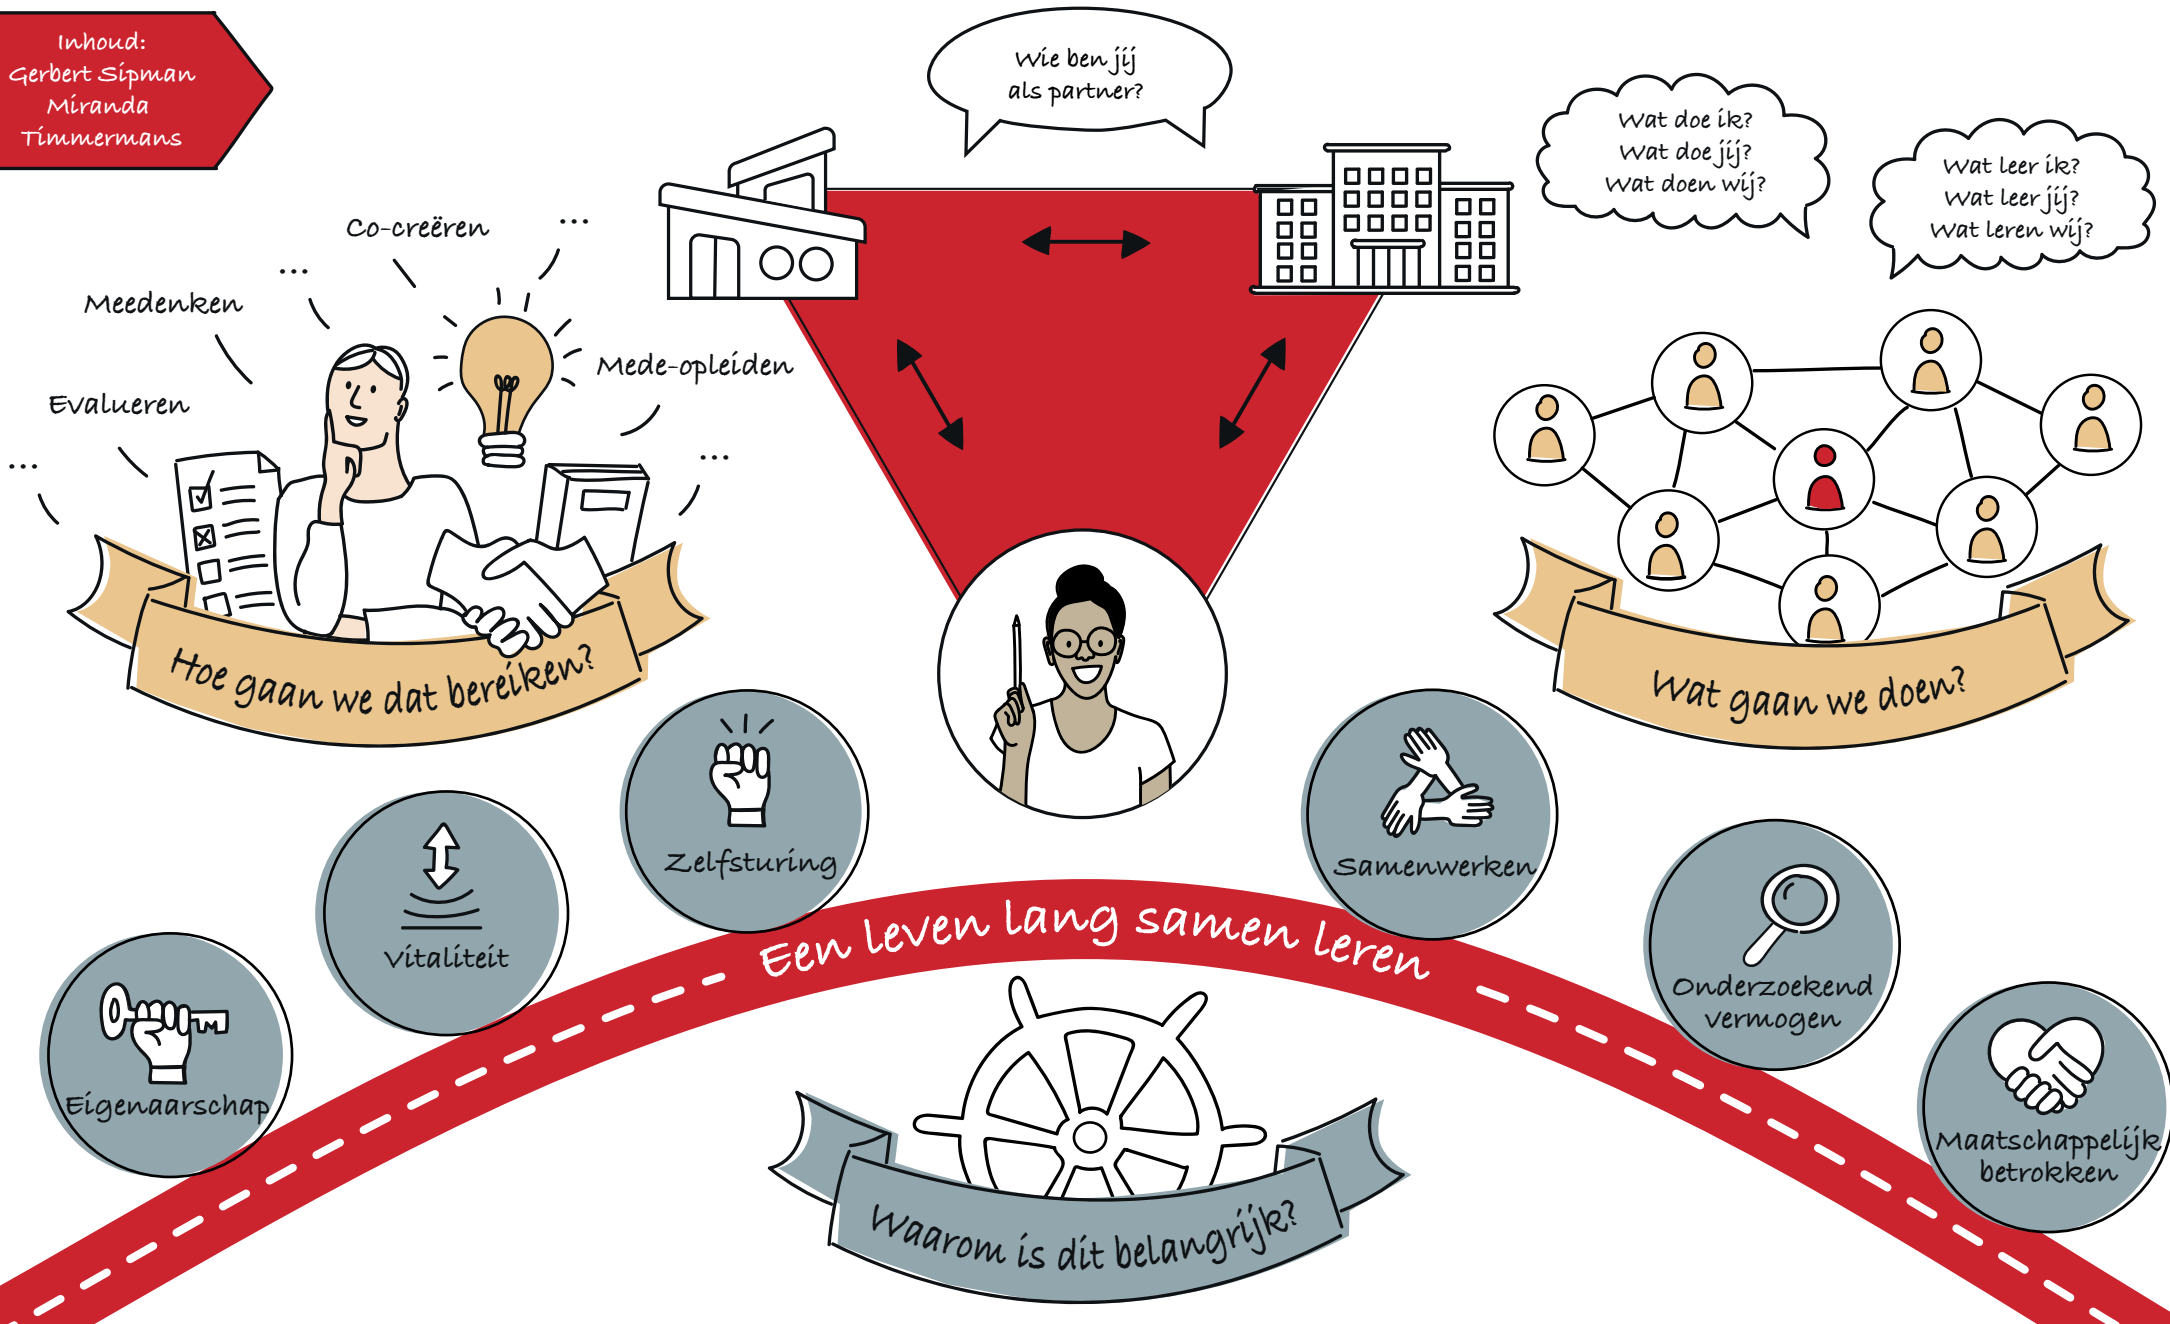 Inhoud:
Gerbert Sipman
Miranda
Timmermans
Wie ben jij
als partner?
Wat doe ik?
Wat doe jij?
Wat doen wij?
Wat leer ik?
Wat leer jij?
Wat leren wij?
Co-creëren
...
...
Meedenken
Mede-opleiden
Evalueren
...
...
Hoe gaan we dat bereiken?
Wat gaan we doen?
Zelfsturing
Samenwerken
Vitaliteit
Een leven lang samen leren
Onderzoekend
vermogen
Eigenaarschap
Maatschappelijk
betrokken
Waarom is dit belangrijk?